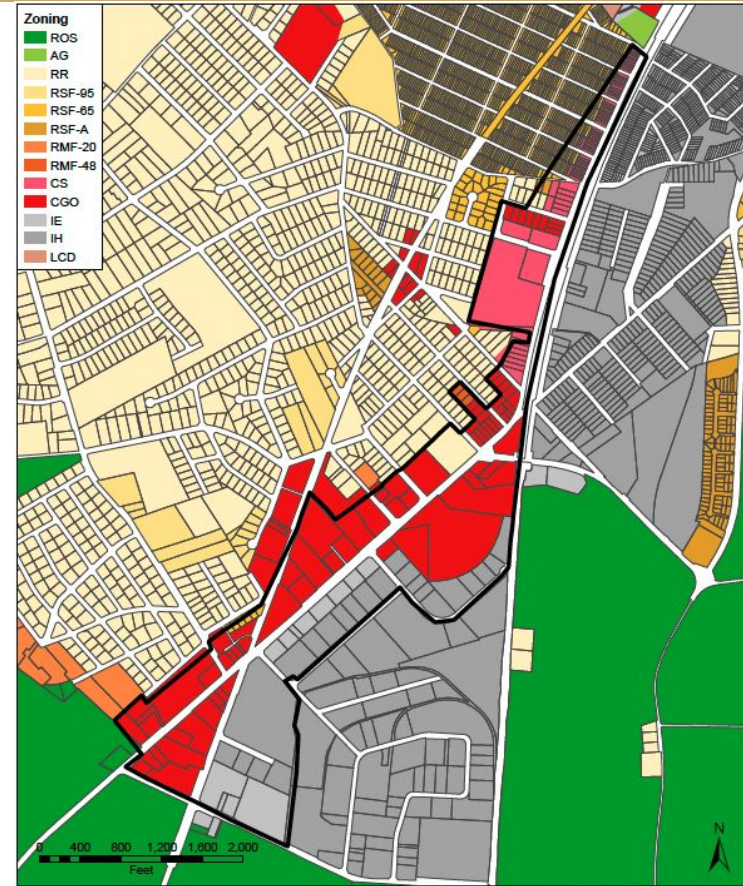 Zoning
ROS
AG
RR
RSF-95
RSF-65
RSF-A
RMF-20
RMF-48
CS
CGO
IE
IH
LCD
N
0 400 800 1,200 1,600 2,000
Feet